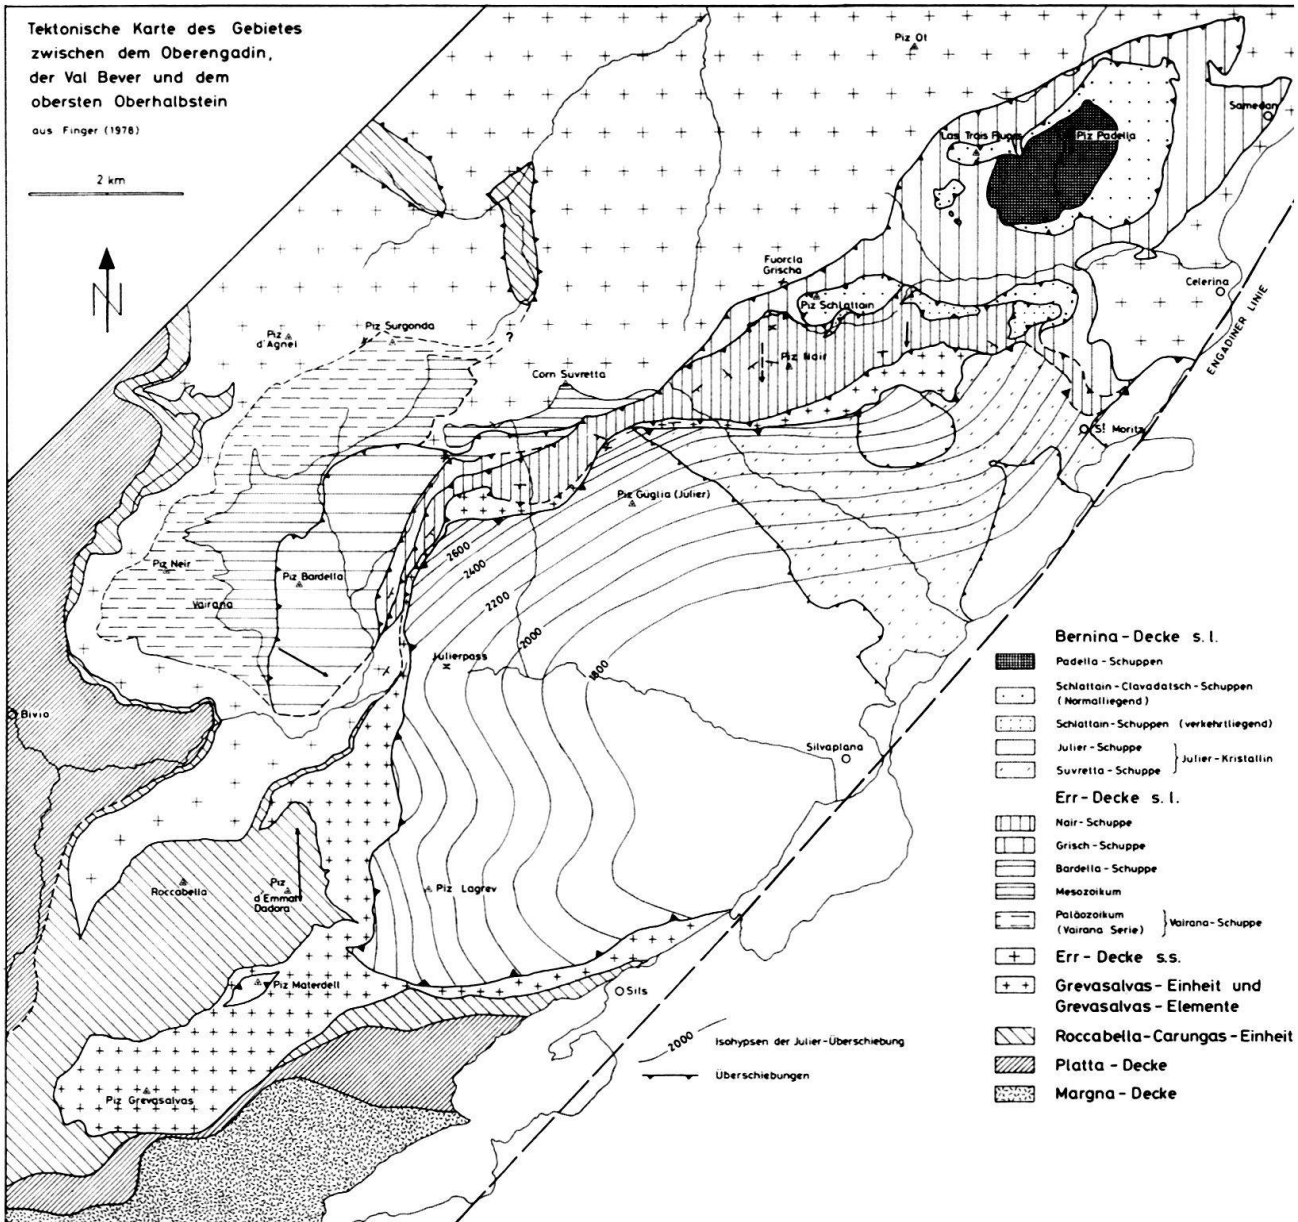 Tektonische Karte des Gebietes
zwischen dem Oberengadin,
der Val Bever und dem
obersten Oberhalbstein
aus Finger (1978)
2 km
N
Piz Ot
Samedan
Las Trais Fluors
Piz Padella
Fuorcla
Grischa
Piz Schlattain
Celerina
ENGADINER LINIE
Piz
d'Agnel
Piz Surgonda
?
Piz Nair
Corn Suvretta
St. Moritz
Piz Güglia (Julier)
2600
2400
2200
2000
1800
Piz Neir
Piz Bardella
Vairana
Julierpass
Bivio
Silvaplana
Roccabella
Piz
d'Emmat
Dadora
Piz Lagrev
Piz Materdell
Sils
Piz Grevasalvas
Bernina-Decke s.l.
Padella-Schuppen
Schlattain-Clavadatsch-Schuppen
(Normalliegend)
Schlattain-Schuppen (verkehrtliegend)
Julier-Schuppe
Suvretta-Schuppe
Julier-Kristallin
Err-Decke s.l.
Nair-Schuppe
Grisch-Schuppe
Bardella-Schuppe
Mesozoikum
Paläozoikum
(Vairana Serie)
Vairana-Schuppe
Err-Decke s.s.
Grevasalvas-Einheit und
Grevasalvas-Elemente
Roccabella-Carungas-Einheit
Platta-Decke
Margna-Decke
2000
Isohypsen der Julier-Überschiebung
Überschiebungen